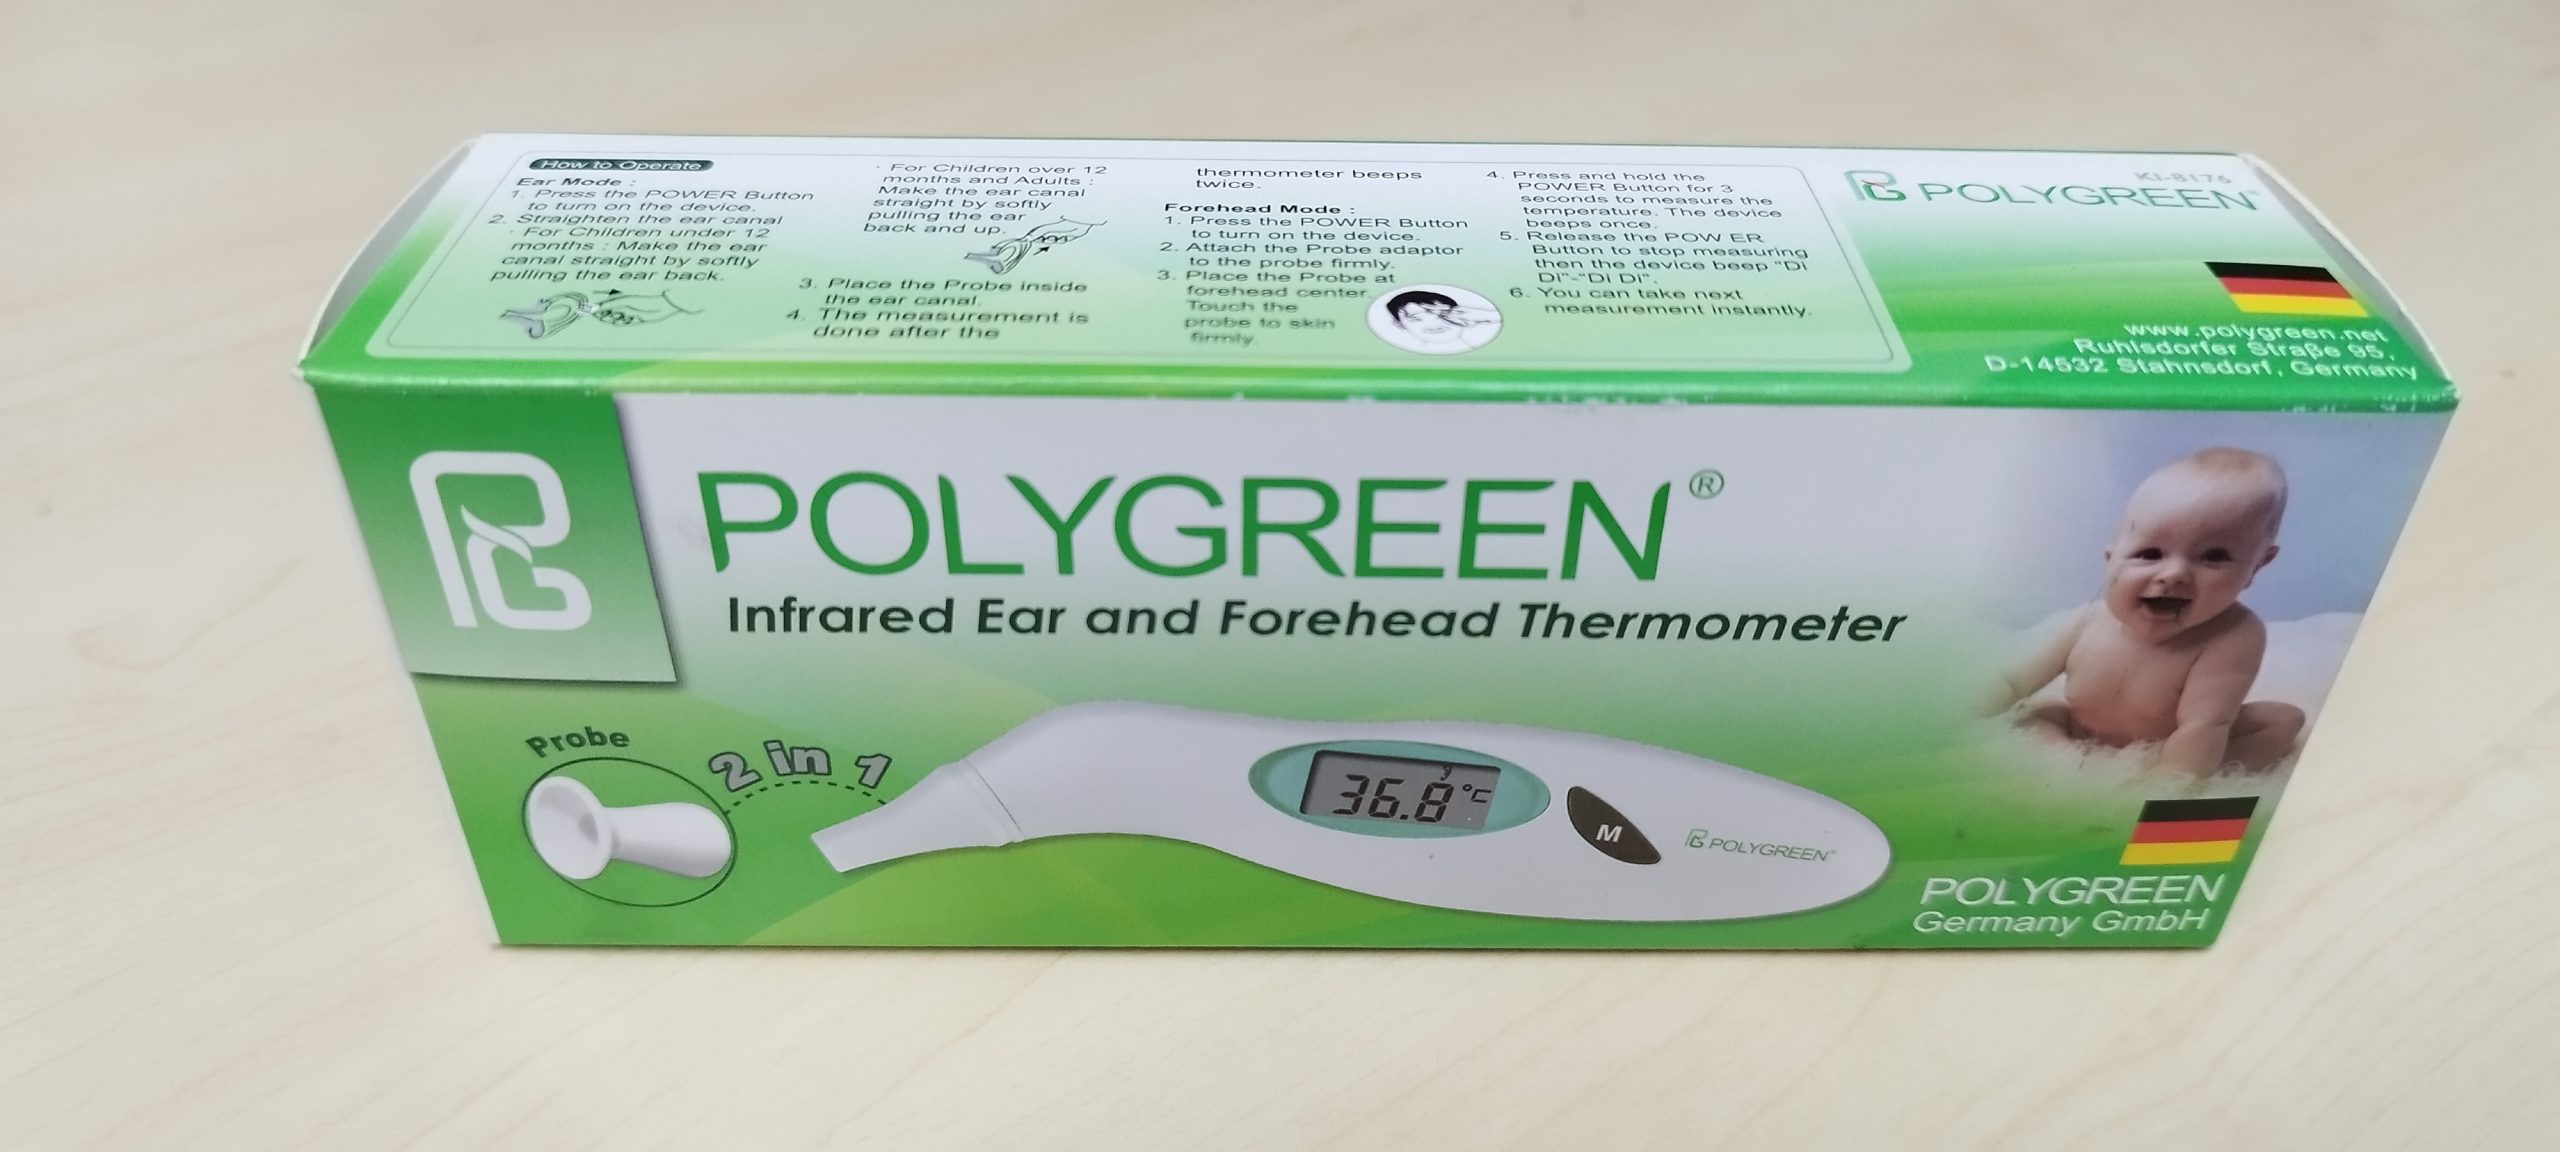 How to Operate
Ear Mode :
1. Press the POWER Button
to turn on the device.
2. Straighten the ear canal
· For Children under 12
months : Make the ear
canal straight by softly
pulling the ear back.
· For Children over 12
months and Adults :
Make the ear canal
straight by softly
pulling the ear
back and up.
3. Place the Probe inside
the ear canal.
4. The measurement is
done after the
thermometer beeps
twice.
Forehead Mode :
1. Press the POWER Button
to turn on the device.
2. Attach the Probe adaptor
to the probe firmly.
3. Place the Probe at
forehead center.
Touch the
probe to skin
firmly.
4. Press and hold the
POWER Button for 3
seconds to measure the
temperature. The device
beeps once.
5. Release the POW ER
Button to stop measuring
then the device beep "Di
Di"-"Di Di".
6. You can take next
measurement instantly.
KI-8176
PG POLYGREEN®
www.polygreen.net
Ruhlsdorfer Straβe 95,
D-14532 Stahnsdorf, Germany
PG
POLYGREEN®
Infrared Ear and Forehead Thermometer
Probe
2 in 1
36.8 °C
M
PG POLYGREEN
POLYGREEN
Germany GmbH